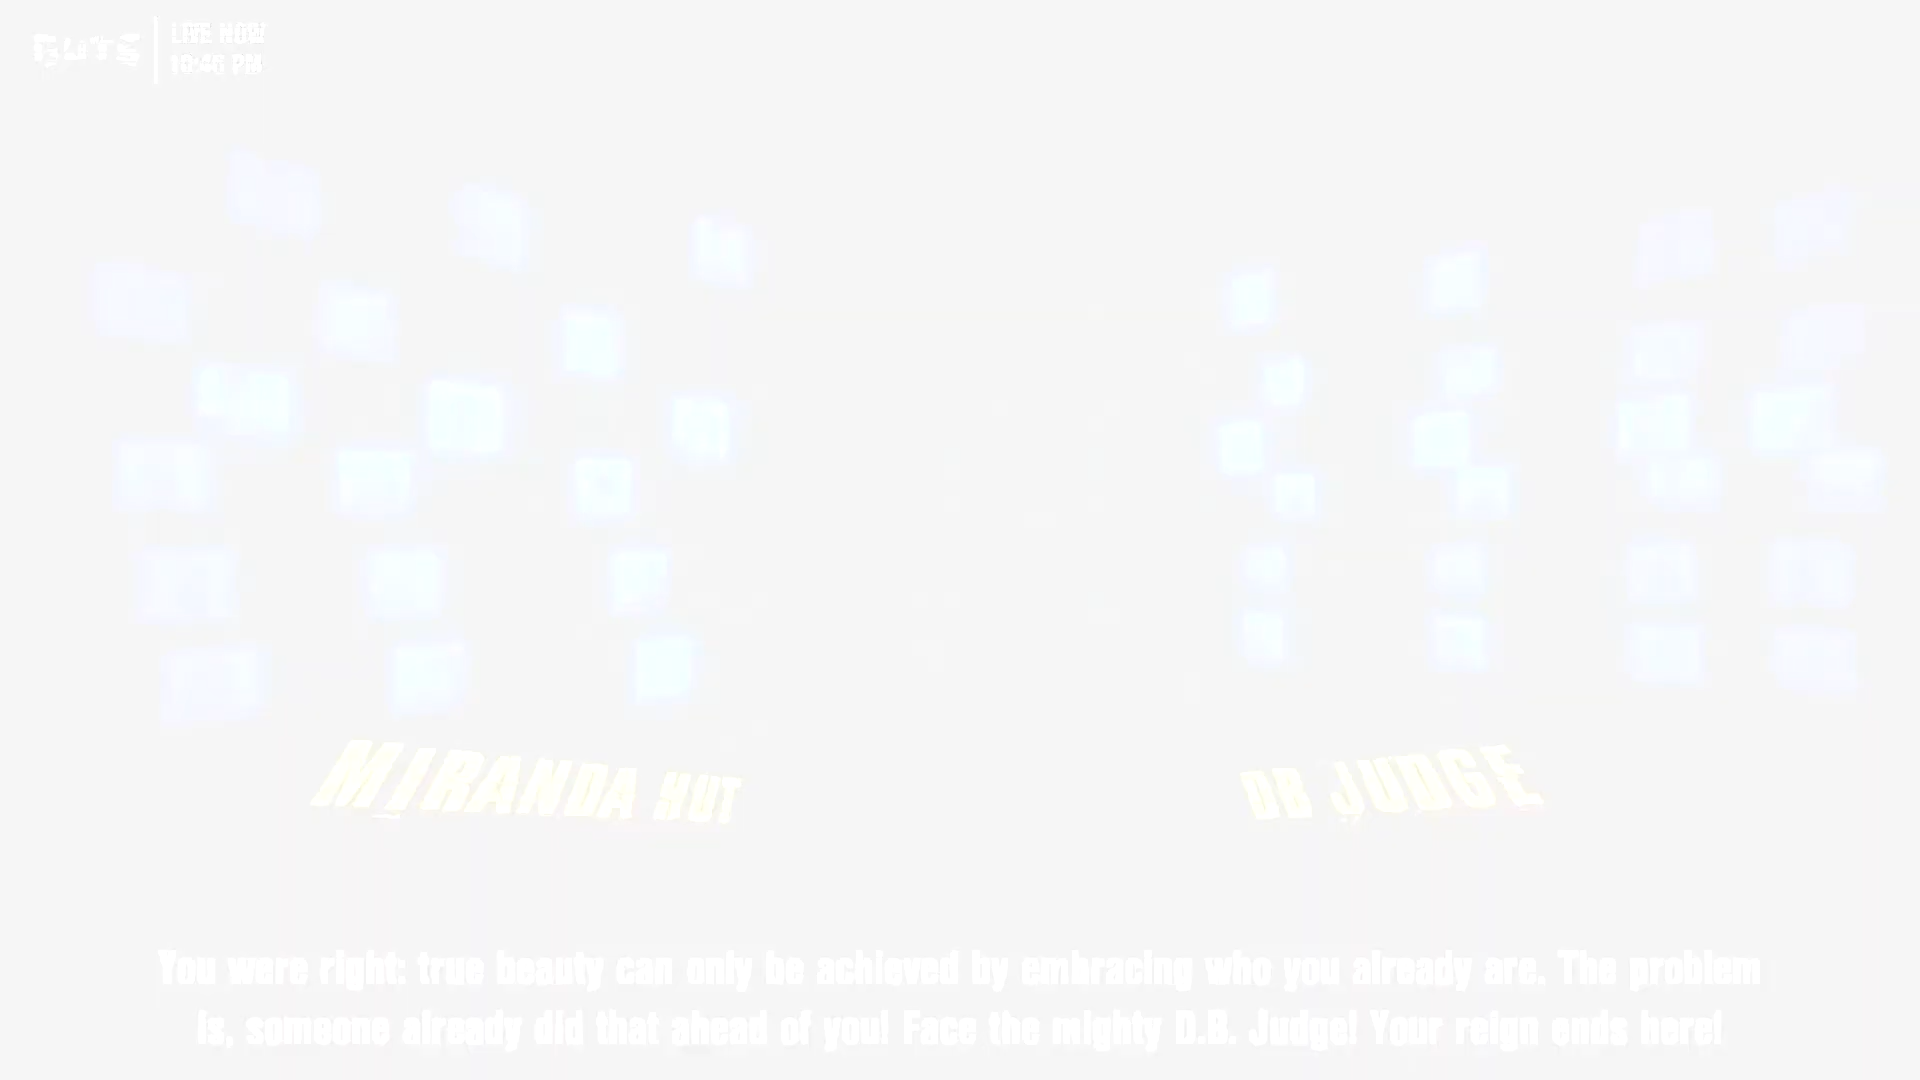 GUTS
LIVE NOW
10:46 PM
MIRANDA HUT
DB JUDGE
You were right: true beauty can only be achieved by embracing who you already are. The problem
is, someone already did that ahead of you! Face the mighty D.B. Judge! Your reign ends here!